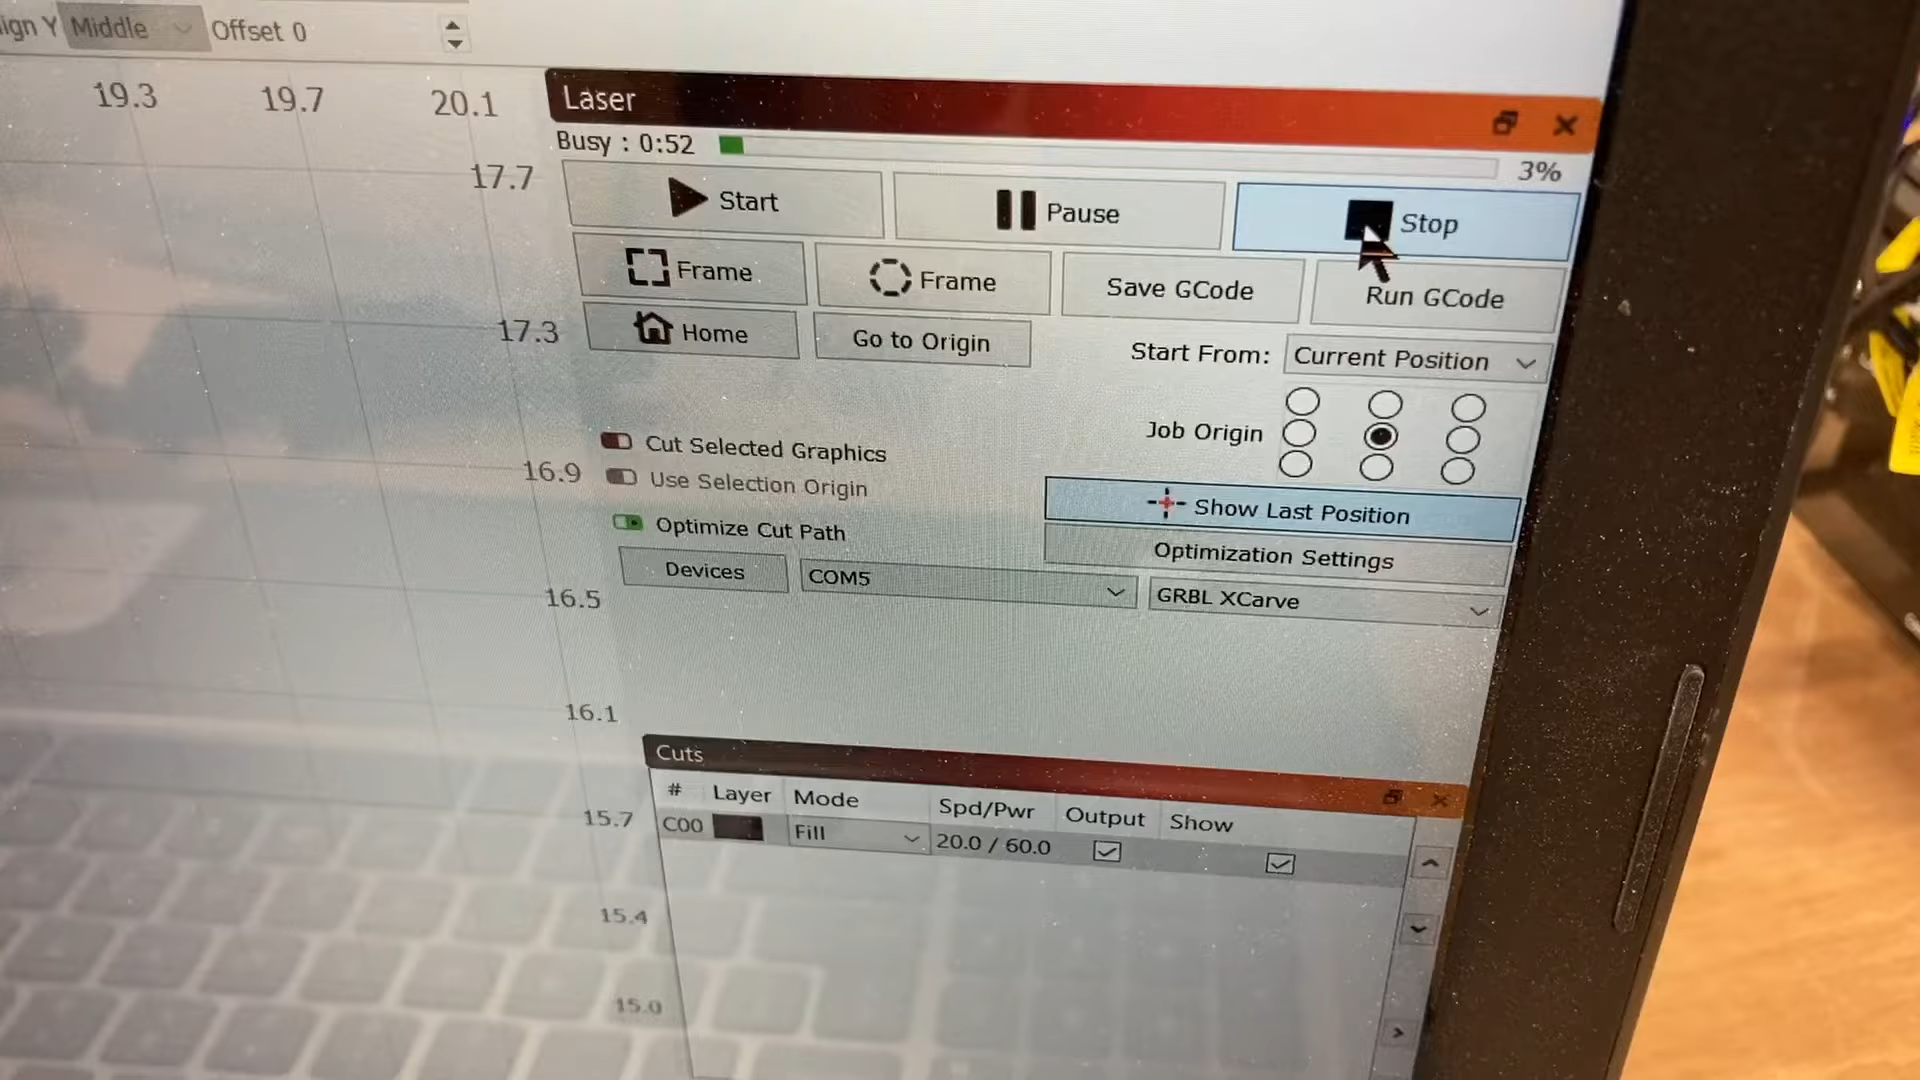 ign Y Middle Offset 0
19.3 19.7 20.1
Laser
Busy : 0:52 3%
17.7
Start Pause Stop
Frame Frame Save GCode Run GCode
17.3
Home Go to Origin Start From: Current Position
Job Origin
Cut Selected Graphics
16.9
Use Selection Origin
Show Last Position
Optimize Cut Path
Optimization Settings
Devices COM5 GRBL XCarve
16.5
16.1
Cuts
# Layer Mode Spd/Pwr Output Show
15.7
C00 Fill 20.0 / 60.0
15.4
15.0